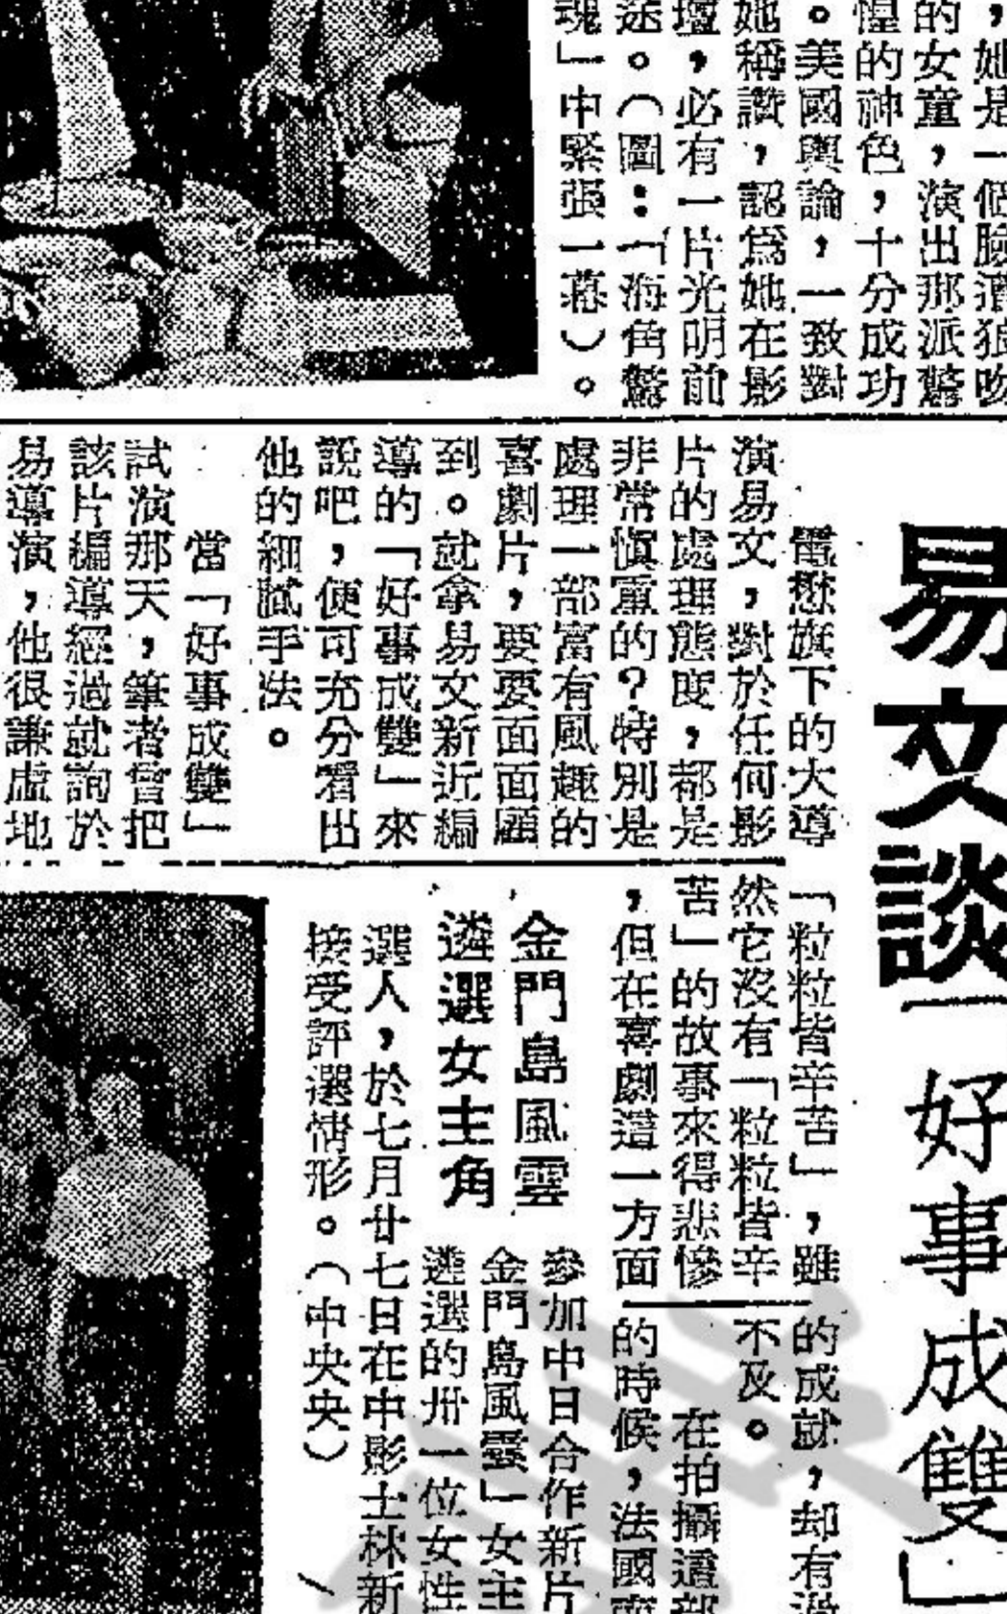 ，她是一個臉
的女童，演出那派驚
惶的神色，十分成功
。美國輿論，一致對
她稱讚，認爲她在影
壇，必有一片光明前
途。（圖：「海角驚
魂」中緊張一幕）。
易文談「好事成雙」
電懋旗下的大導
演易文，對於任何影
片的處理態度，都是
非常愼重的？特別是
處理一部富有風趣的
喜劇片，要要面面顧
到。就拿易文新近編
導的「好事成雙」來
說吧，便可充分看出
他的細膩手法。
當「好事成雙」
試演那天，筆者曾把
該片編導經過就詢於
易導演，他很謙虛地
「粒粒皆辛苦」，雖
然它沒有「粒粒皆辛
苦」的故事來得悲慘
，但在喜劇這一方面
的成就，却有過
不及。
在拍攝這部
的時候，法國
金門島風雲
遴選女主角
參加中日合作新片
金門島風雲」女主
遴選的卅一位女性
選人，於七月廿七日在中影士林新
接受評選情形。（中央央）